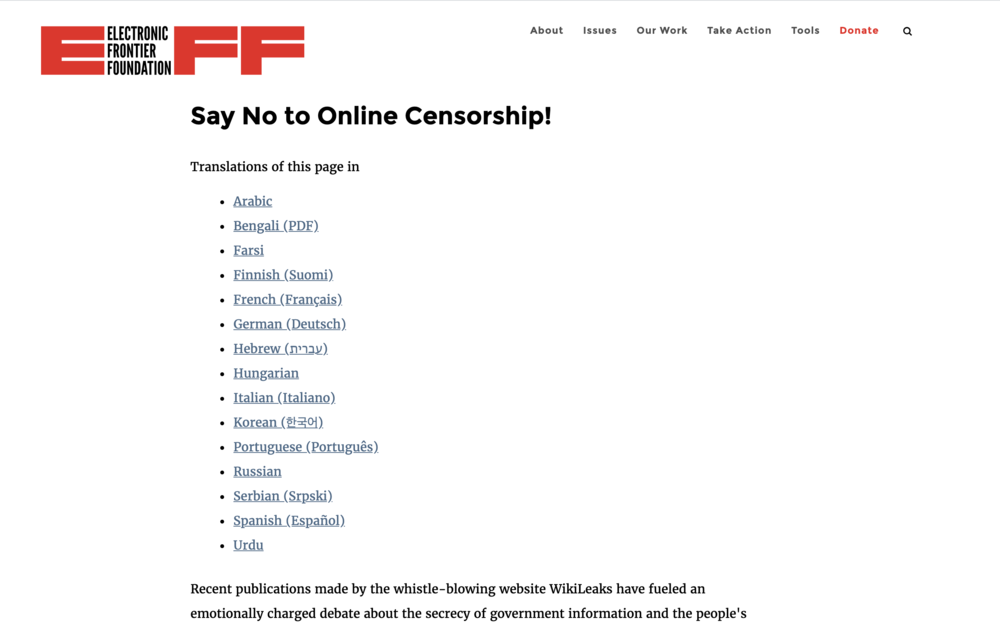 ELECTRONIC
FRONTIER
FOUNDATION
EFF
About Issues Our Work Take Action Tools Donate
Say No to Online Censorship!
Translations of this page in
Arabic
Bengali (PDF)
Farsi
Finnish (Suomi)
French (Français)
German (Deutsch)
Hebrew (עברית)
Hungarian
Italian (Italiano)
Korean (한국어)
Portuguese (Português)
Russian
Serbian (Srpski)
Spanish (Español)
Urdu
Recent publications made by the whistle-blowing website WikiLeaks have fueled an
emotionally charged debate about the secrecy of government information and the people's